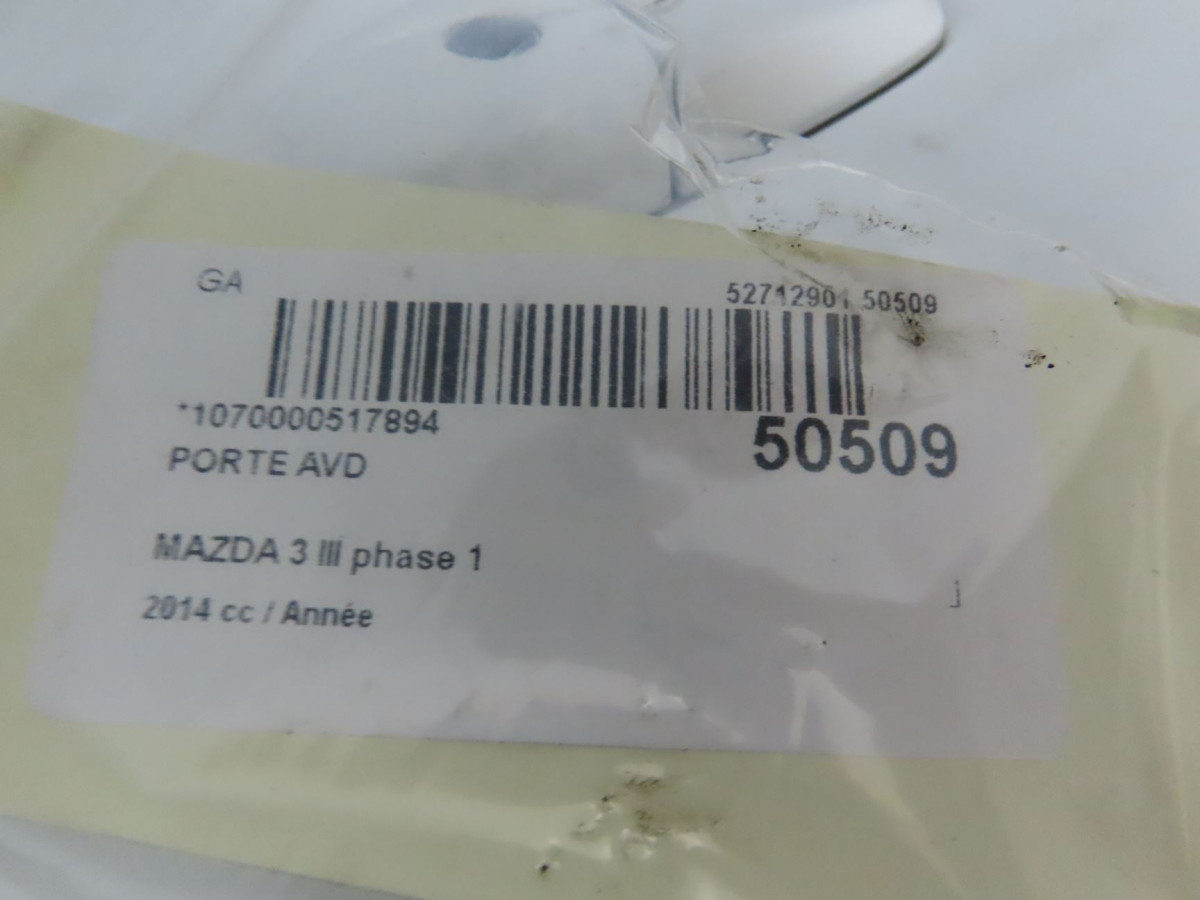 GA
52712901 50509
*1070000517894
50509
PORTE AVD
MAZDA 3 III phase 1
2014 cc / Année